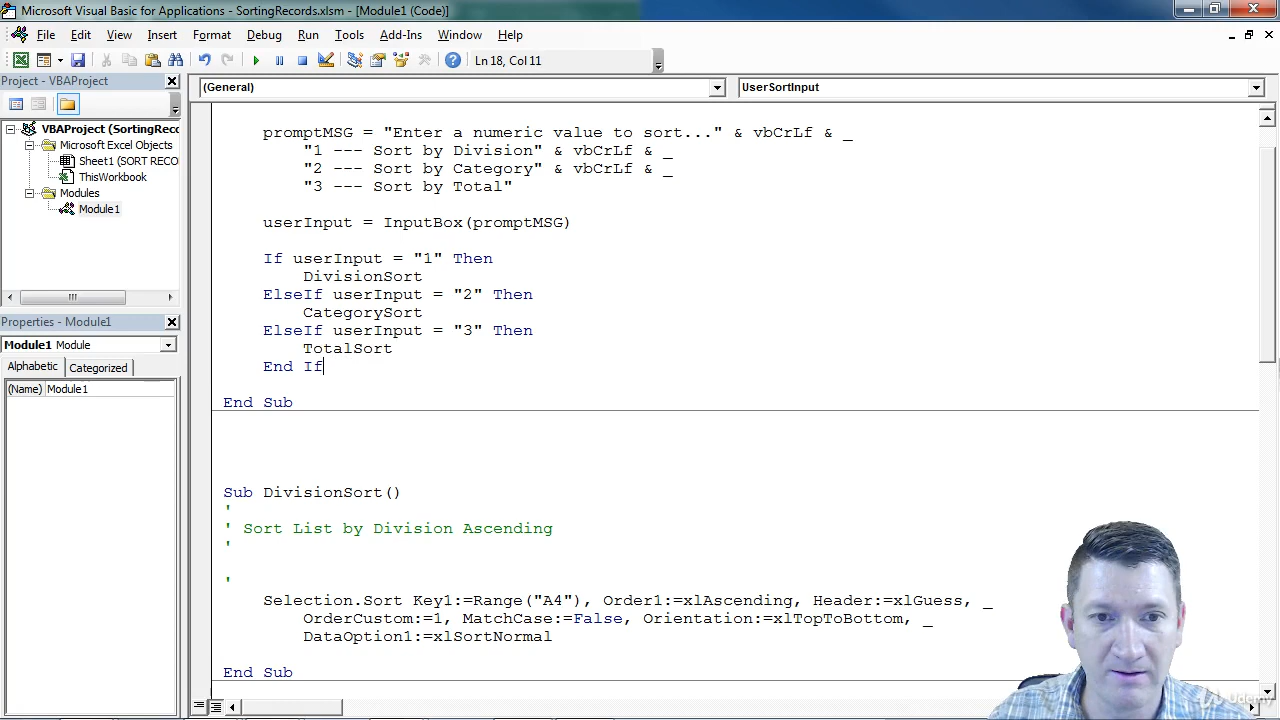 Microsoft Visual Basic for Applications - SortingRecords.xlsm - [Module1 (Code)]
File Edit View Insert Format Debug Run Tools Add-Ins Window Help
Ln 18, Col 11
Project - VBAProject
(General)
UserSortInput
VBAProject (SortingRec
Microsoft Excel Objects
Sheet1 (SORT RECO
ThisWorkbook
Modules
Module1
Properties - Module1
Module1 Module
Alphabetic Categorized
(Name) Module1
promptMSG = "Enter a numeric value to sort..." & vbCrLf & _
"1 --- Sort by Division" & vbCrLf & _
"2 --- Sort by Category" & vbCrLf & _
"3 --- Sort by Total"
userInput = InputBox(promptMSG)
If userInput = "1" Then
DivisionSort
ElseIf userInput = "2" Then
CategorySort
ElseIf userInput = "3" Then
TotalSort
End If
End Sub
Sub DivisionSort()
'
' Sort List by Division Ascending
'
'
Selection.Sort Key1:=Range("A4"), Order1:=xlAscending, Header:=xlGuess, _
OrderCustom:=1, MatchCase:=False, Orientation:=xlTopToBottom, _
DataOption1:=xlSortNormal
End Sub
Udemy